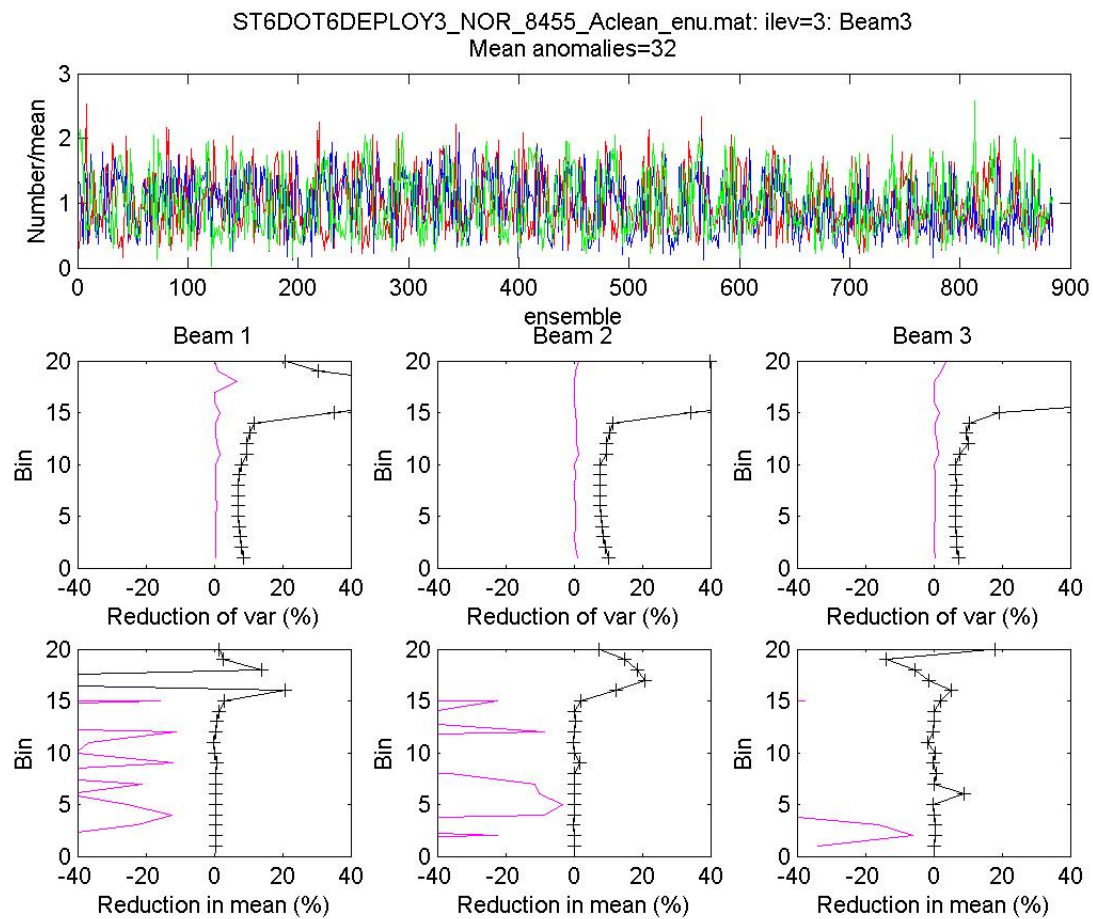 ST6DOT6DEPLOY3_NOR_8455_Aclean_enu.mat: ilev=3: Beam3
Mean anomalies=32
3
2
1
0
Number/mean
0 100 200 300 400 500 600 700 800 900
ensemble
Beam 1 Beam 2 Beam 3
20 20 20
15 15 15
10 10 10
5 5 5
0 0 0
Bin Bin Bin
-40 -20 0 20 40 -40 -20 0 20 40 -40 -20 0 20 40
Reduction of var (%) Reduction of var (%) Reduction of var (%)
20 20 20
15 15 15
10 10 10
5 5 5
0 0 0
Bin Bin Bin
-40 -20 0 20 40 -40 -20 0 20 40 -40 -20 0 20 40
Reduction in mean (%) Reduction in mean (%) Reduction in mean (%)